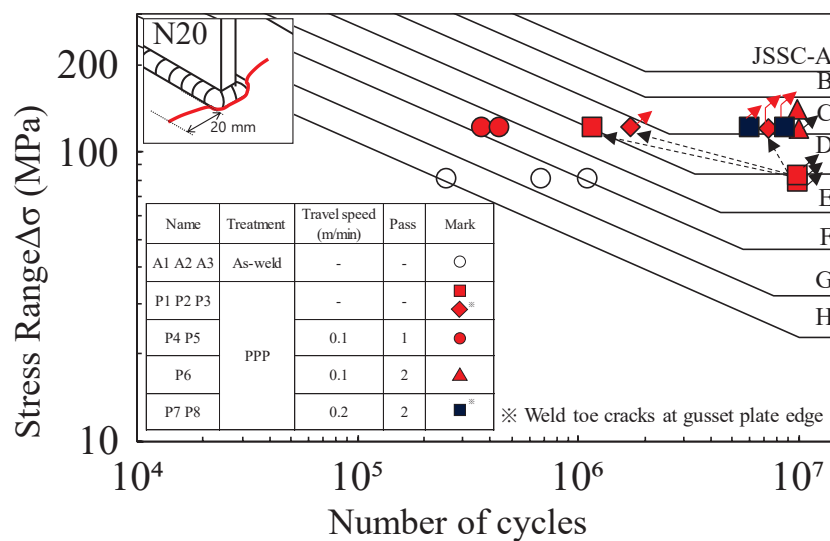 N20
20 mm
200
100
10
Stress RangeΔσ (MPa)
JSSC-A
B
C
D
E
F
G
H
Name Treatment Travel speed (m/min) Pass Mark
A1 A2 A3 As-weld - -
P1 P2 P3 PPP - - ※
P4 P5 0.1 1
P6 0.1 2
P7 P8 0.2 2 ※
※ Weld toe cracks at gusset plate edge
10⁴ 10⁵ 10⁶ 10⁷
Number of cycles